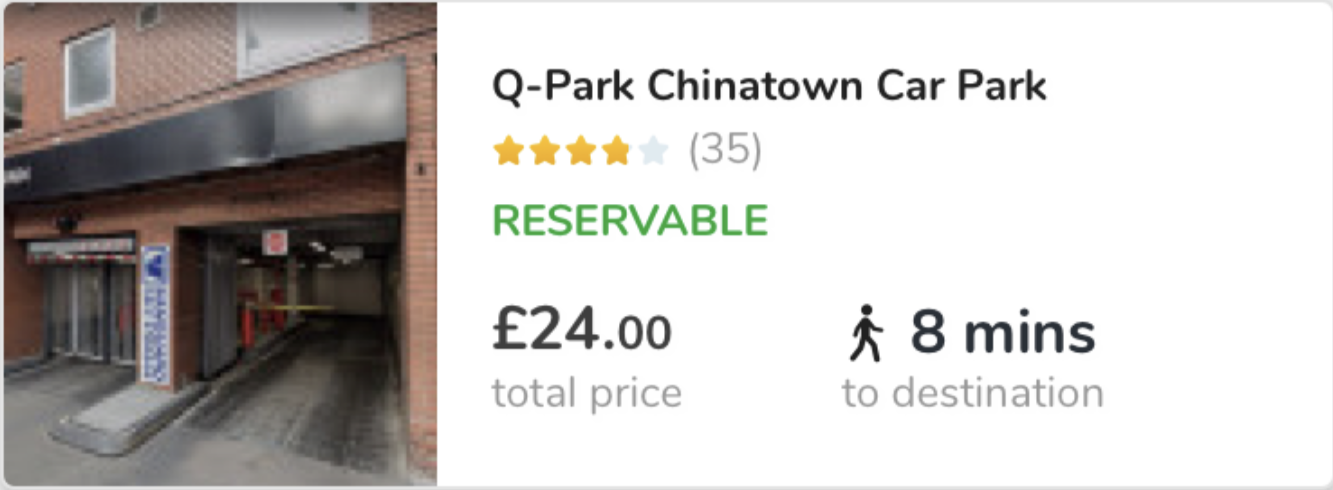 Q-Park Chinatown Car Park
(35)
RESERVABLE
£24.00
8 mins
total price
to destination